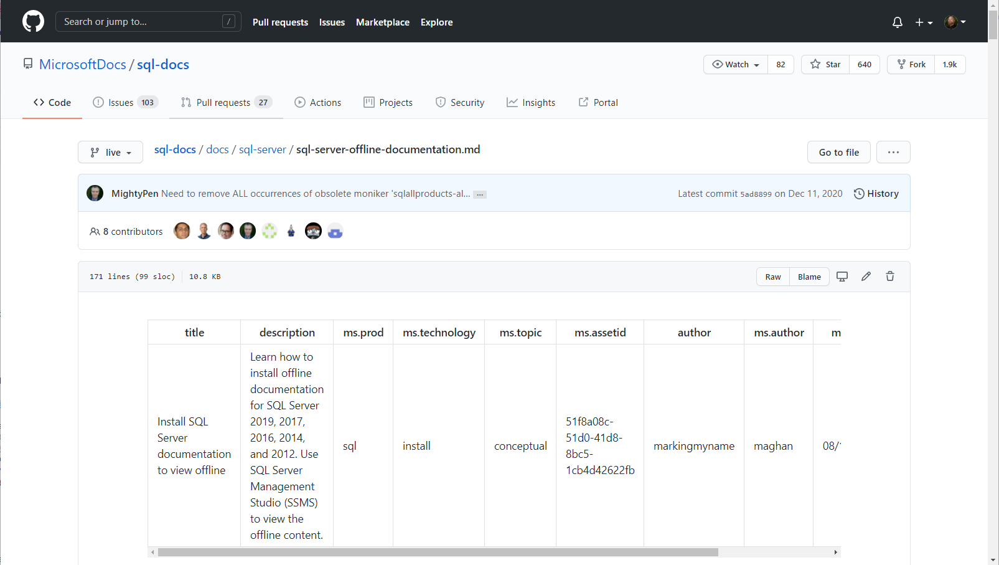 Search or jump to... /
Pull requests Issues Marketplace Explore
MicrosoftDocs / sql-docs
Watch 82 Star 640 Fork 1.9k
Code Issues 103 Pull requests 27 Actions Projects Security Insights Portal
live sql-docs / docs / sql-server / sql-server-offline-documentation.md Go to file ...
MightyPen Need to remove ALL occurrences of obsolete moniker 'sqlallproducts-al... ... Latest commit 5ad8899 on Dec 11, 2020 History
8 contributors
171 lines (99 sloc) 10.8 KB Raw Blame
title description ms.prod ms.technology ms.topic ms.assetid author ms.author m
Install SQL
Server
documentation
to view offline
Learn how to
install offline
documentation
for SQL Server
2019, 2017,
2016, 2014,
and 2012. Use
SQL Server
Management
Studio (SSMS)
to view the
offline content.
sql
install
conceptual
51f8a08c-
51d0-41d8-
8bc5-
1cb4d42622fb
markingmyname
maghan
08/